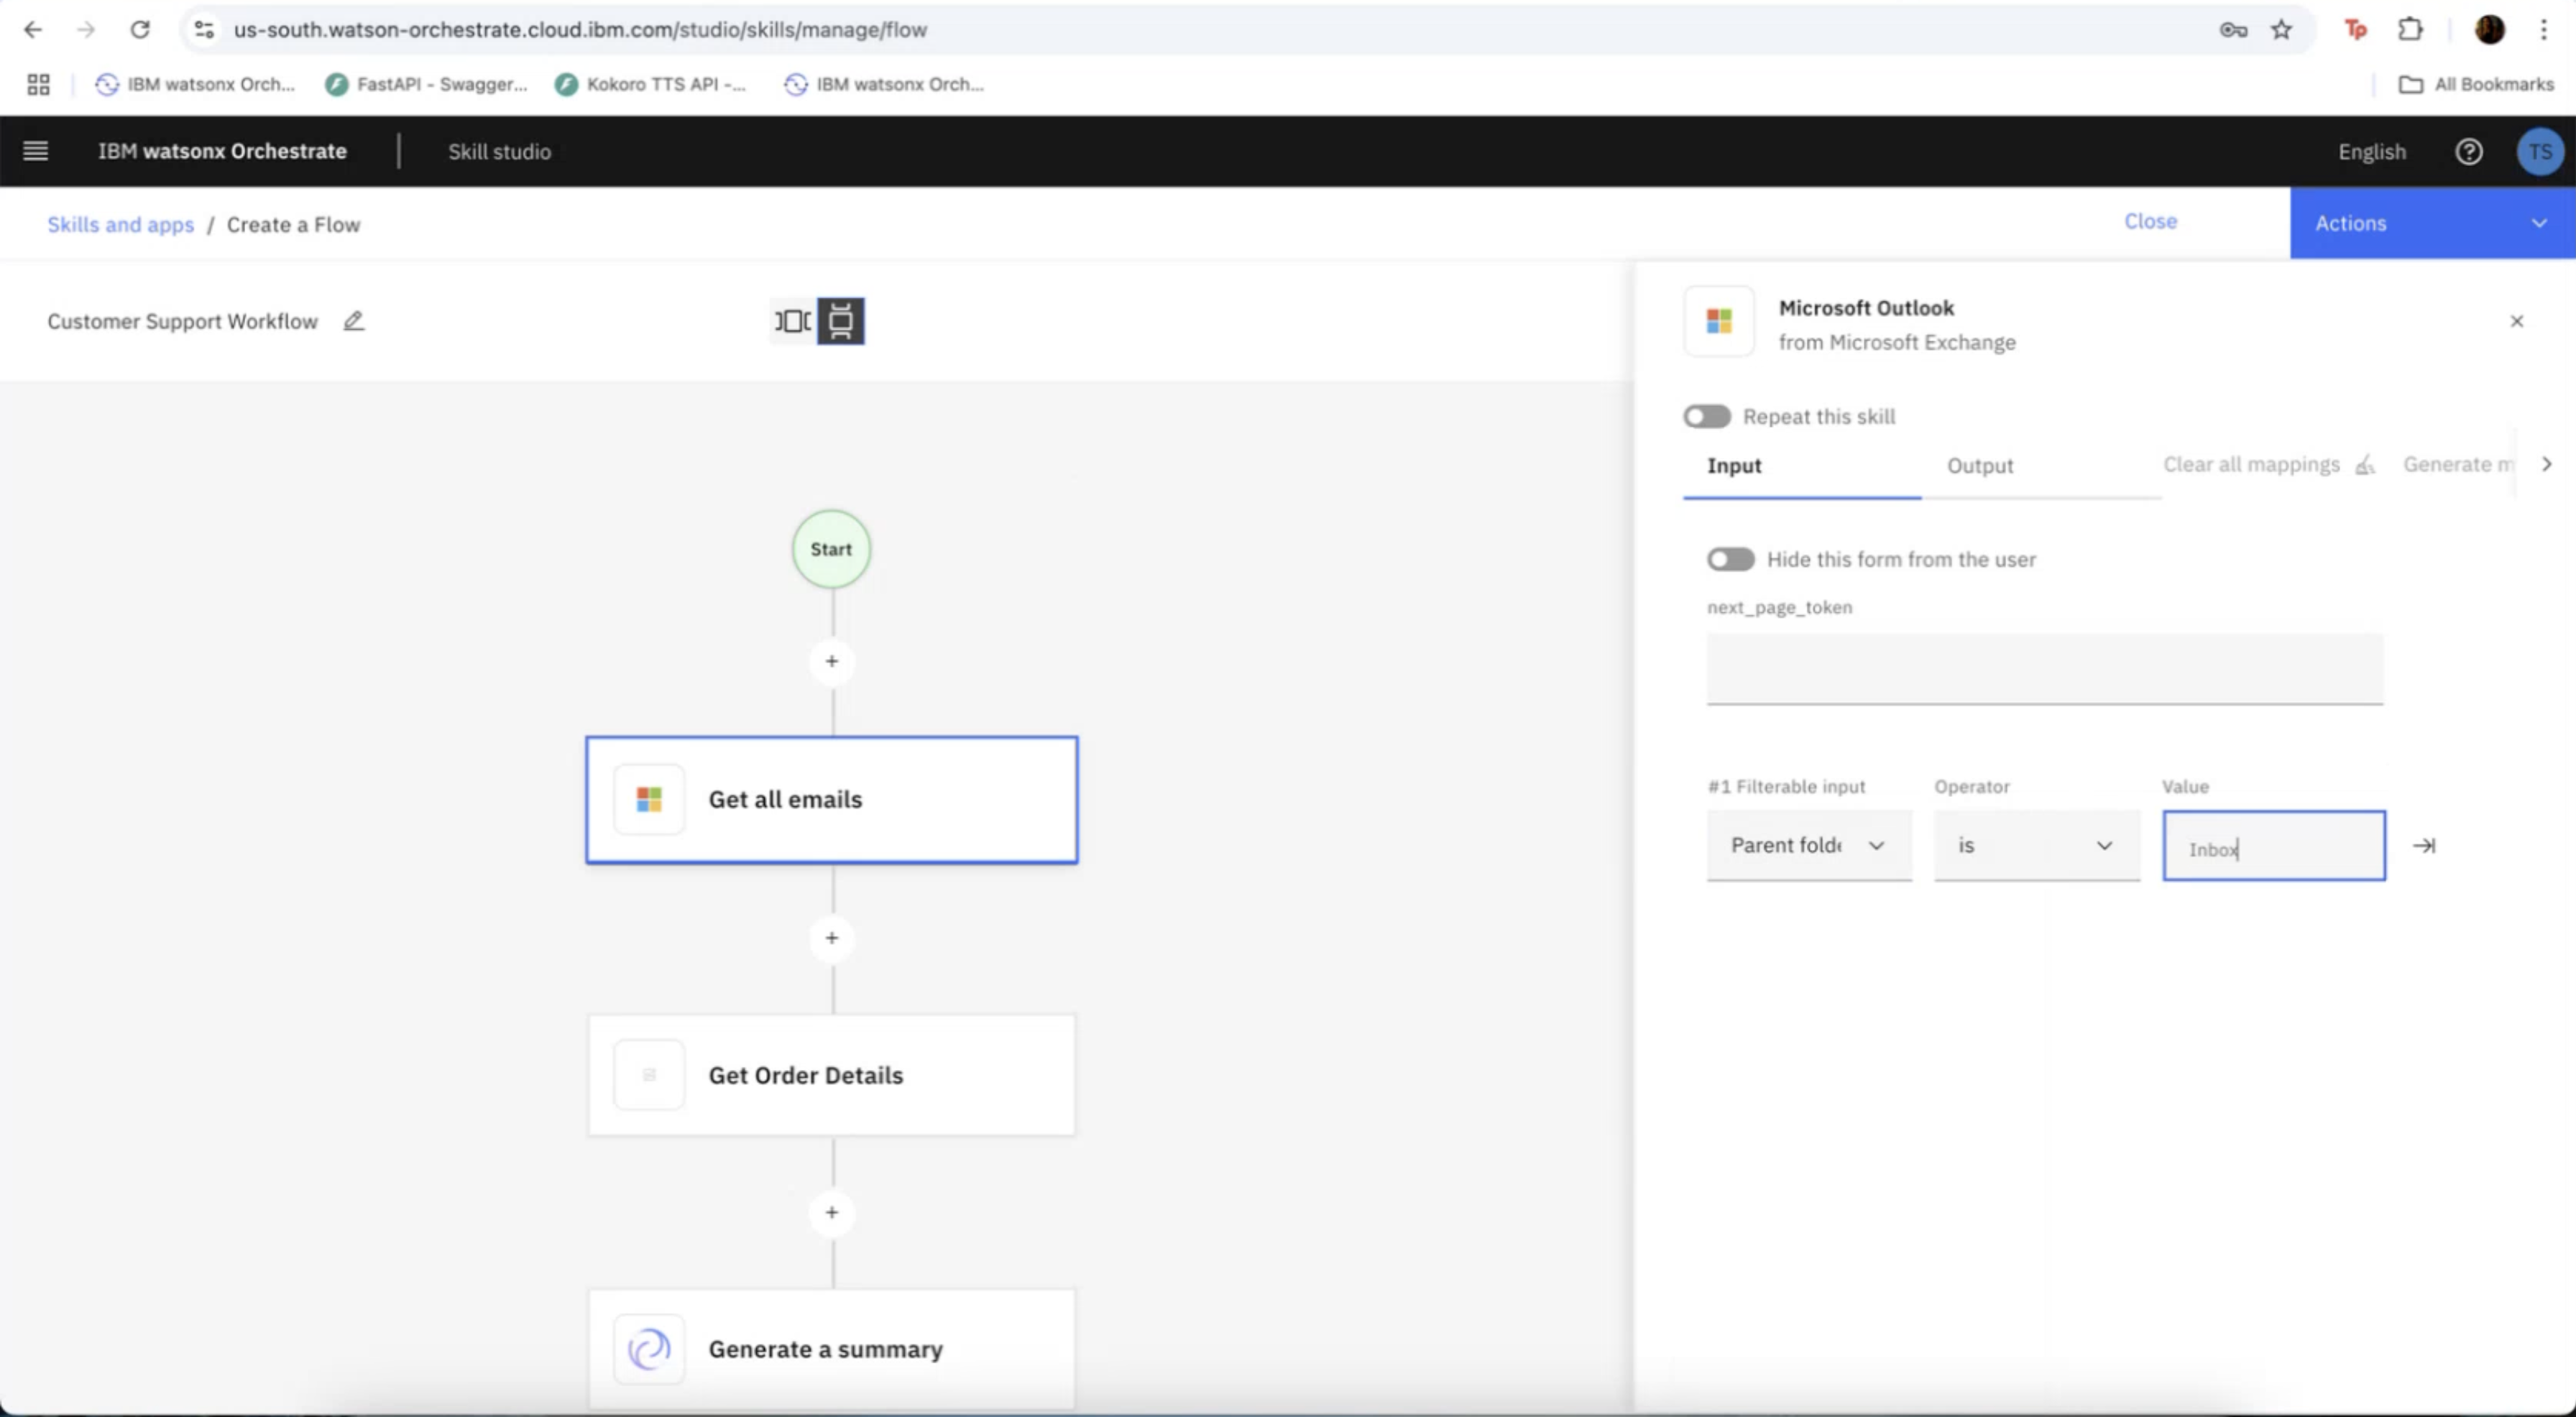 us-south.watson-orchestrate.cloud.ibm.com/studio/skills/manage/flow
Tp
IBM watsonx Orch...
FastAPI - Swagger...
Kokoro TTS API -...
IBM watsonx Orch...
All Bookmarks
IBM watsonx Orchestrate
Skill studio
English
TS
Skills and apps / Create a Flow
Close
Actions
Customer Support Workflow
Microsoft Outlook
from Microsoft Exchange
Repeat this skill
Input
Output
Clear all mappings
Generate m
Hide this form from the user
next_page_token
#1 Filterable input
Operator
Value
Parent folde
is
Inbox
Start
+
Get all emails
+
Get Order Details
+
Generate a summary